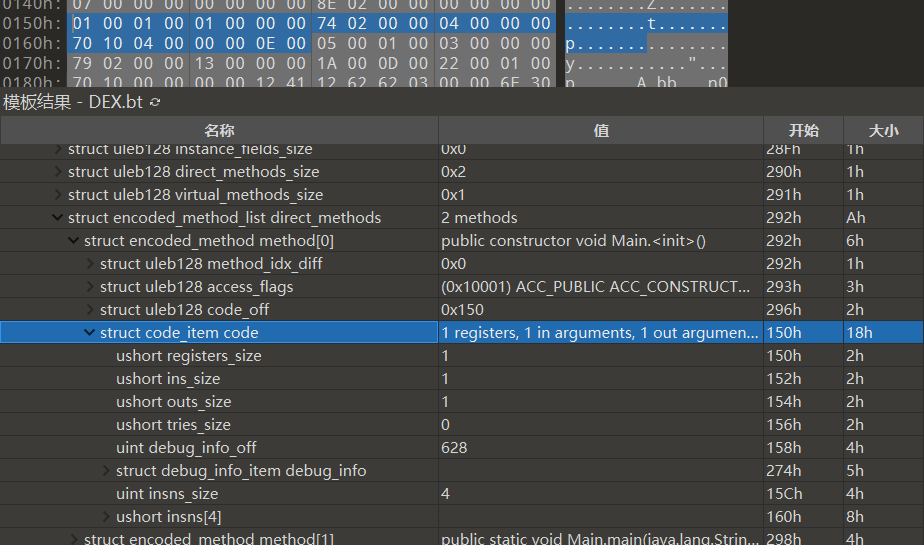 0140h: 07 00 00 00 00 00 00 00 8E 02 00 00 00 00 00 00 ........Z.......
0150h: 01 00 01 00 01 00 00 00 74 02 00 00 04 00 00 00 ........t.......
0160h: 70 10 04 00 00 00 0E 00 05 00 01 00 03 00 00 00 p...............
0170h: 79 02 00 00 13 00 00 00 1A 00 0D 00 22 00 01 00 y..........."...
0180h: 70 10 00 00 00 00 12 41 12 62 62 03 00 00 6E 30 p......A.bb...n0
模板结果 - DEX.bt
名称 值 开始 大小
struct uleb128 instance_fields_size 0x0 28Fh 1h
struct uleb128 direct_methods_size 0x2 290h 1h
struct uleb128 virtual_methods_size 0x1 291h 1h
struct encoded_method_list direct_methods 2 methods 292h Ah
struct encoded_method method[0] public constructor void Main.<init>() 292h 6h
struct uleb128 method_idx_diff 0x0 292h 1h
struct uleb128 access_flags (0x10001) ACC_PUBLIC ACC_CONSTRUCT... 293h 3h
struct uleb128 code_off 0x150 296h 2h
struct code_item code 1 registers, 1 in arguments, 1 out argumen... 150h 18h
ushort registers_size 1 150h 2h
ushort ins_size 1 152h 2h
ushort outs_size 1 154h 2h
ushort tries_size 0 156h 2h
uint debug_info_off 628 158h 4h
struct debug_info_item debug_info 274h 5h
uint insns_size 4 15Ch 4h
ushort insns[4] 160h 8h
struct encoded_method method[1] public static void Main.main(java.lang.Strin... 298h 4h